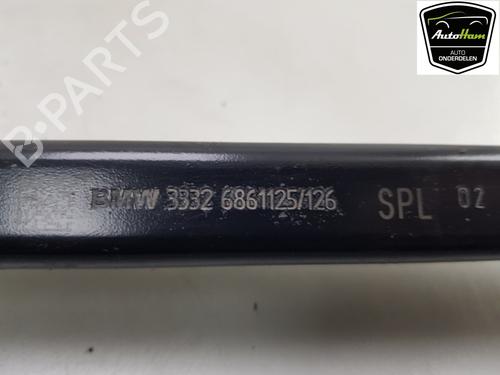 AutoHam
AUTO
ONDERDELEN
B-PARTS
BMW 3332 6861125/126 SPL 02